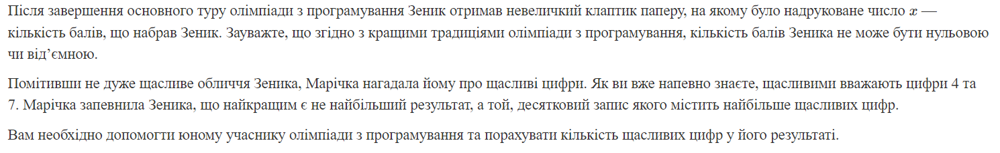 Після завершення основного туру олімпіади з програмування Зеник отримав невеличкий клаптик паперу, на якому було надруковане число x —
кількість балів, що набрав Зеник. Зауважте, що згідно з кращими традиціями олімпіади з програмування, кількість балів Зеника не може бути нульовою
чи від’ємною.
Помітивши не дуже щасливе обличчя Зеника, Марічка нагадала йому про щасливі цифри. Як ви вже напевно знаєте, щасливими вважають цифри 4 та
7. Марічка запевнила Зеника, що найкращим є не найбільший результат, а той, десятковий запис якого містить найбільше щасливих цифр.
Вам необхідно допомогти юному учаснику олімпіади з програмування та порахувати кількість щасливих цифр у його результаті.